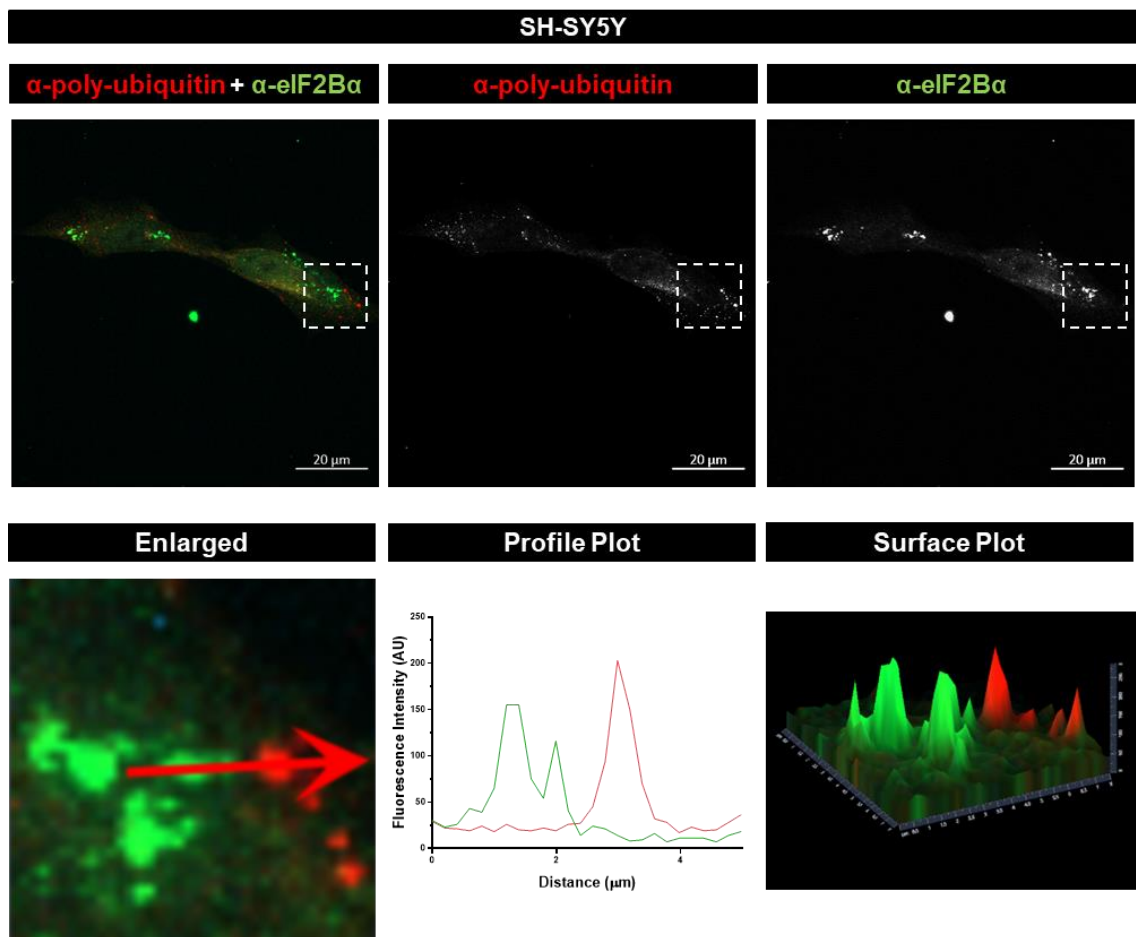 SH-SY5Y
α-poly-ubiquitin + α-eIF2Bα
α-poly-ubiquitin
α-eIF2Bα
20 μm
20 μm
20 μm
Enlarged
Profile Plot
Surface Plot
250
200
150
100
50
0
Fluorescence Intensity (AU)
0
2
4
Distance (μm)